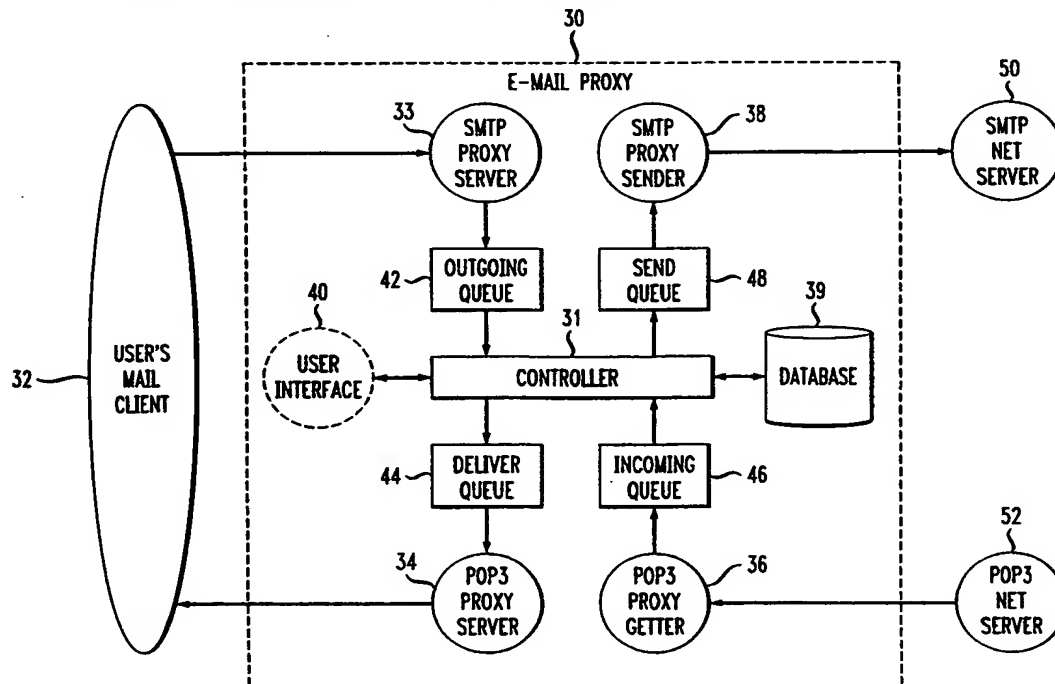 30
E-MAIL PROXY
50
33
SMTP
PROXY
SERVER
38
SMTP
PROXY
SENDER
SMTP
NET
SERVER
42
OUTGOING
QUEUE
SEND
QUEUE
48
40
USER
INTERFACE
31
CONTROLLER
39
DATABASE
32
USER'S
MAIL
CLIENT
44
DELIVER
QUEUE
INCOMING
QUEUE
46
34
POP3
PROXY
SERVER
36
POP3
PROXY
GETTER
52
POP3
NET
SERVER